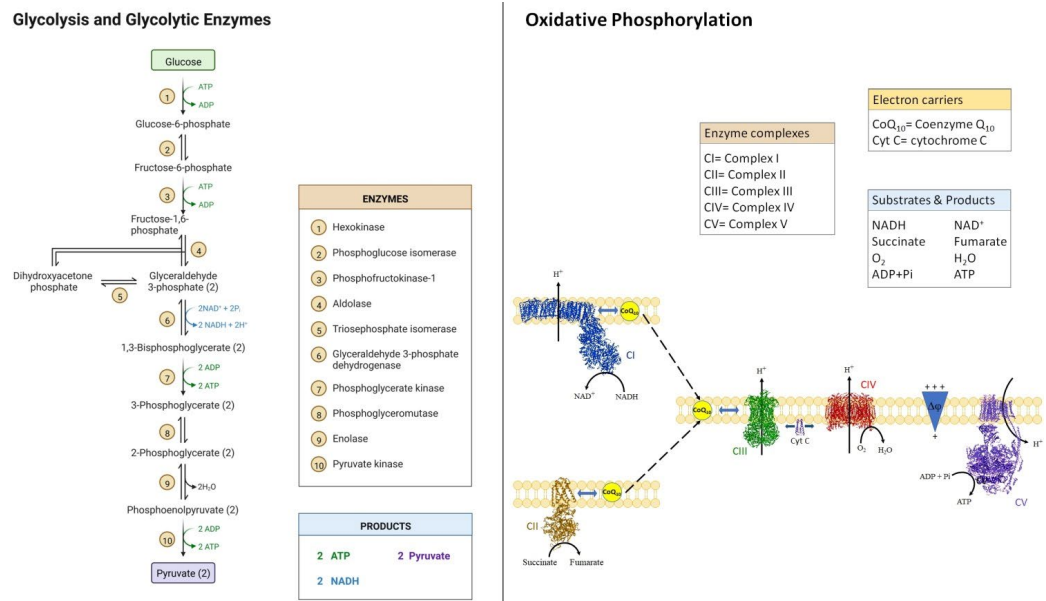 Glycolysis and Glycolytic Enzymes
Glucose
1
ATP
ADP
Glucose-6-phosphate
2
Fructose-6-phosphate
3
ATP
ADP
Fructose-1,6-
phosphate
4
Dihydroxyacetone
phosphate
5
Glyceraldehyde
3-phosphate (2)
6
2NAD⁺ + 2Pᵢ
2 NADH + 2H⁺
1,3-Bisphosphoglycerate (2)
7
2 ADP
2 ATP
3-Phosphoglycerate (2)
8
2-Phosphoglycerate (2)
9
2H₂O
Phosphoenolpyruvate (2)
10
2 ADP
2 ATP
Pyruvate (2)
ENZYMES
1 Hexokinase
2 Phosphoglucose isomerase
3 Phosphofructokinase-1
4 Aldolase
5 Triosephosphate isomerase
6 Glyceraldehyde 3-phosphate
dehydrogenase
7 Phosphoglycerate kinase
8 Phosphoglyceromutase
9 Enolase
10 Pyruvate kinase
PRODUCTS
2 ATP 2 Pyruvate
2 NADH
Oxidative Phosphorylation
Enzyme complexes
CI= Complex I
CII= Complex II
CIII= Complex III
CIV= Complex IV
CV= Complex V
Electron carriers
CoQ₁₀= Coenzyme Q₁₀
Cyt C= cytochrome C
Substrates & Products
NADH NAD⁺
Succinate Fumarate
O₂ H₂O
ADP+Pi ATP
H⁺
CoQ₁₀
CI
NAD⁺ NADH
CoQ₁₀
H⁺
CIII
Cyt C
H⁺
CIV
O₂ H₂O
+++
Δφ
+
H⁺
ADP + Pi
ATP
CV
CoQ₁₀
CII
Succinate Fumarate